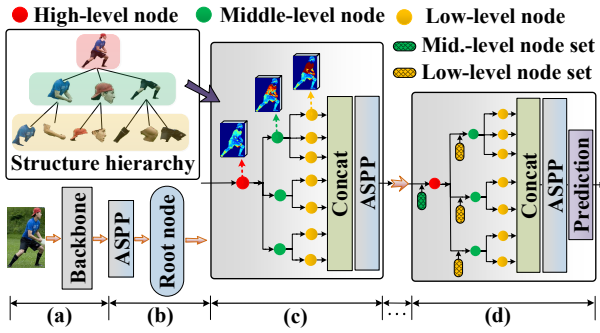 High-level node
Middle-level node
Low-level node
Mid.-level node set
Low-level node set
Structure hierarchy
Backbone
ASPP
Root node
Concat
ASPP
Concat
ASPP
Prediction
(a)
(b)
(c)
(d)